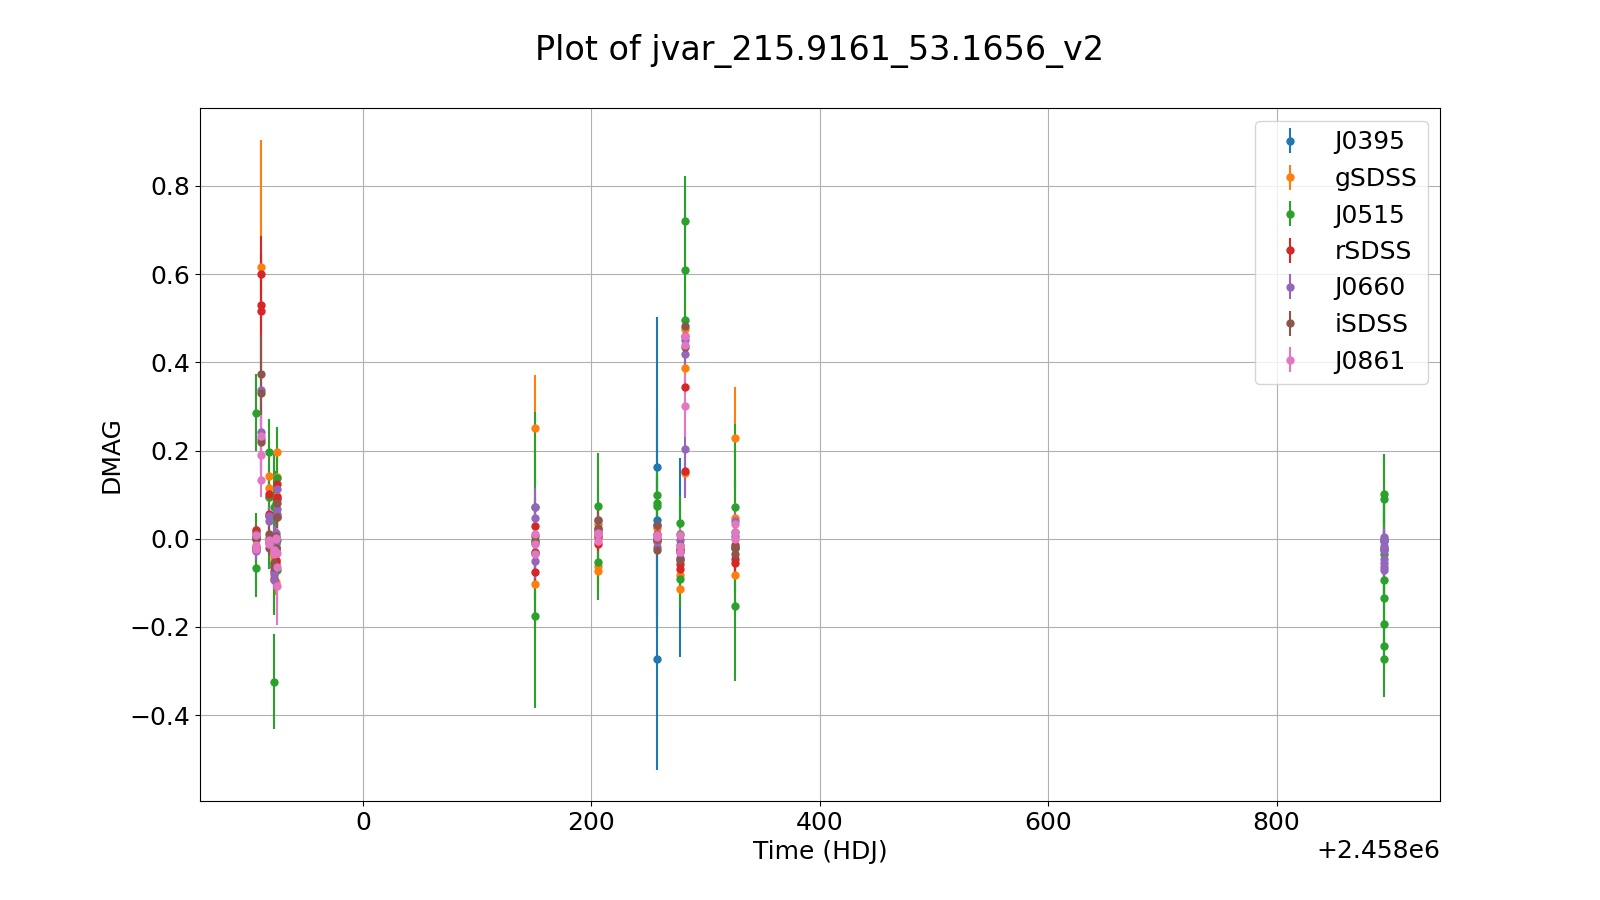 Plot of jvar_215.9161_53.1656_v2
J0395
gSDSS
J0515
rSDSS
J0660
iSDSS
J0861
0.8
0.6
0.4
0.2
0.0
−0.2
−0.4
DMAG
0 200 400 600 800
Time (HDJ)
+2.458e6